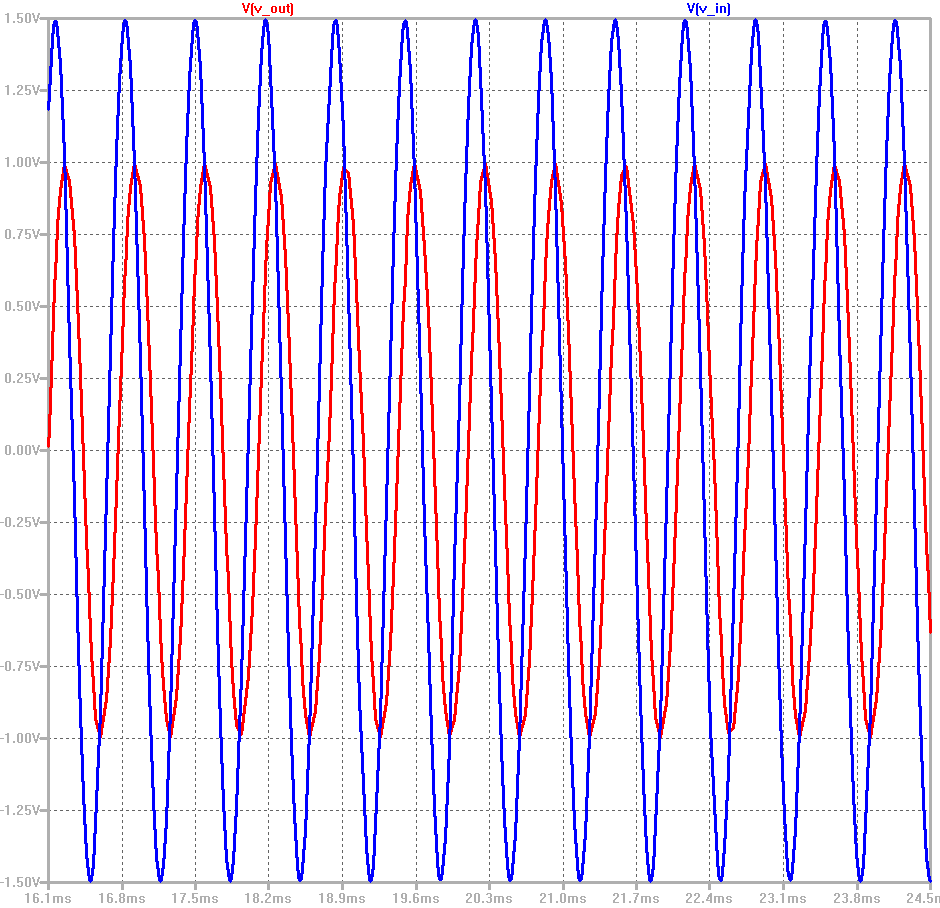 V(v_out) V(v_in)
1.50V
1.25V
1.00V
0.75V
0.50V
0.25V
0.00V
-0.25V
-0.50V
-0.75V
-1.00V
-1.25V
-1.50V
16.1ms 16.8ms 17.5ms 18.2ms 18.9ms 19.6ms 20.3ms 21.0ms 21.7ms 22.4ms 23.1ms 23.8ms 24.5m